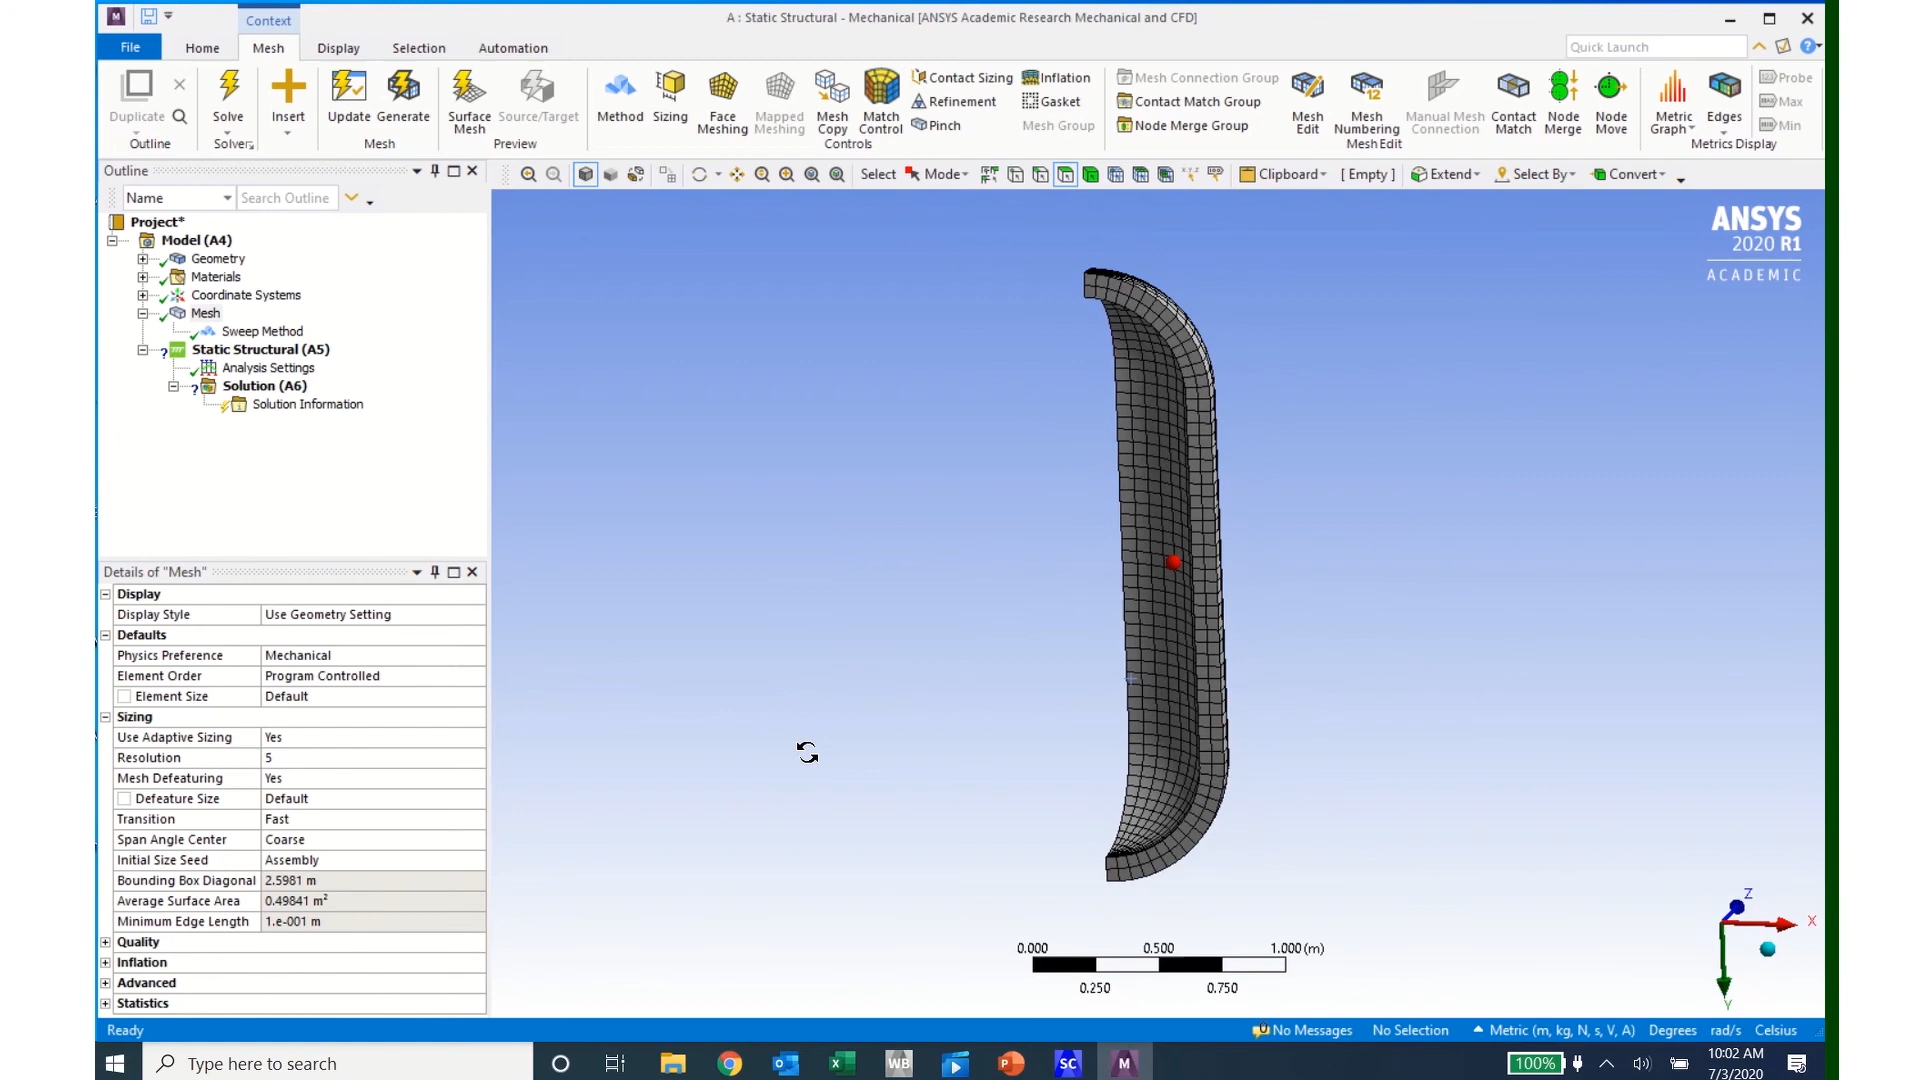 Context
A : Static Structural - Mechanical [ANSYS Academic Research Mechanical and CFD]
File Home Mesh Display Selection Automation
Quick Launch
Duplicate
Outline
Solve
Solver
Insert
Update Generate
Mesh
Surface Mesh Source/Target
Preview
Method Sizing Face Meshing Mapped Meshing Mesh Copy Match Control
Contact Sizing Inflation
Refinement Gasket
Pinch Mesh Group
Controls
Mesh Connection Group
Contact Match Group
Node Merge Group
Mesh Edit Mesh Numbering Manual Mesh Connection Contact Match Node Merge Node Move
Mesh Edit
Metric Graph Edges
Probe
Max
Min
Metrics Display
Outline
Select Mode Clipboard [ Empty ] Extend Select By Convert
Name Search Outline
Project*
Model (A4)
Geometry
Materials
Coordinate Systems
Mesh
Sweep Method
Static Structural (A5)
Analysis Settings
Solution (A6)
Solution Information
ANSYS
2020 R1
ACADEMIC
Details of "Mesh"
Display
Display Style Use Geometry Setting
Defaults
Physics Preference Mechanical
Element Order Program Controlled
Element Size Default
Sizing
Use Adaptive Sizing Yes
Resolution 5
Mesh Defeaturing Yes
Defeature Size Default
Transition Fast
Span Angle Center Coarse
Initial Size Seed Assembly
Bounding Box Diagonal 2.5981 m
Average Surface Area 0.49841 m²
Minimum Edge Length 1.e-001 m
Quality
Inflation
Advanced
Statistics
0.000 0.500 1.000 (m)
0.250 0.750
Z
X
Y
Ready
0 No Messages No Selection Metric (m, kg, N, s, V, A) Degrees rad/s Celsius
Type here to search
WB
SC
M
100%
10:02 AM
7/3/2020